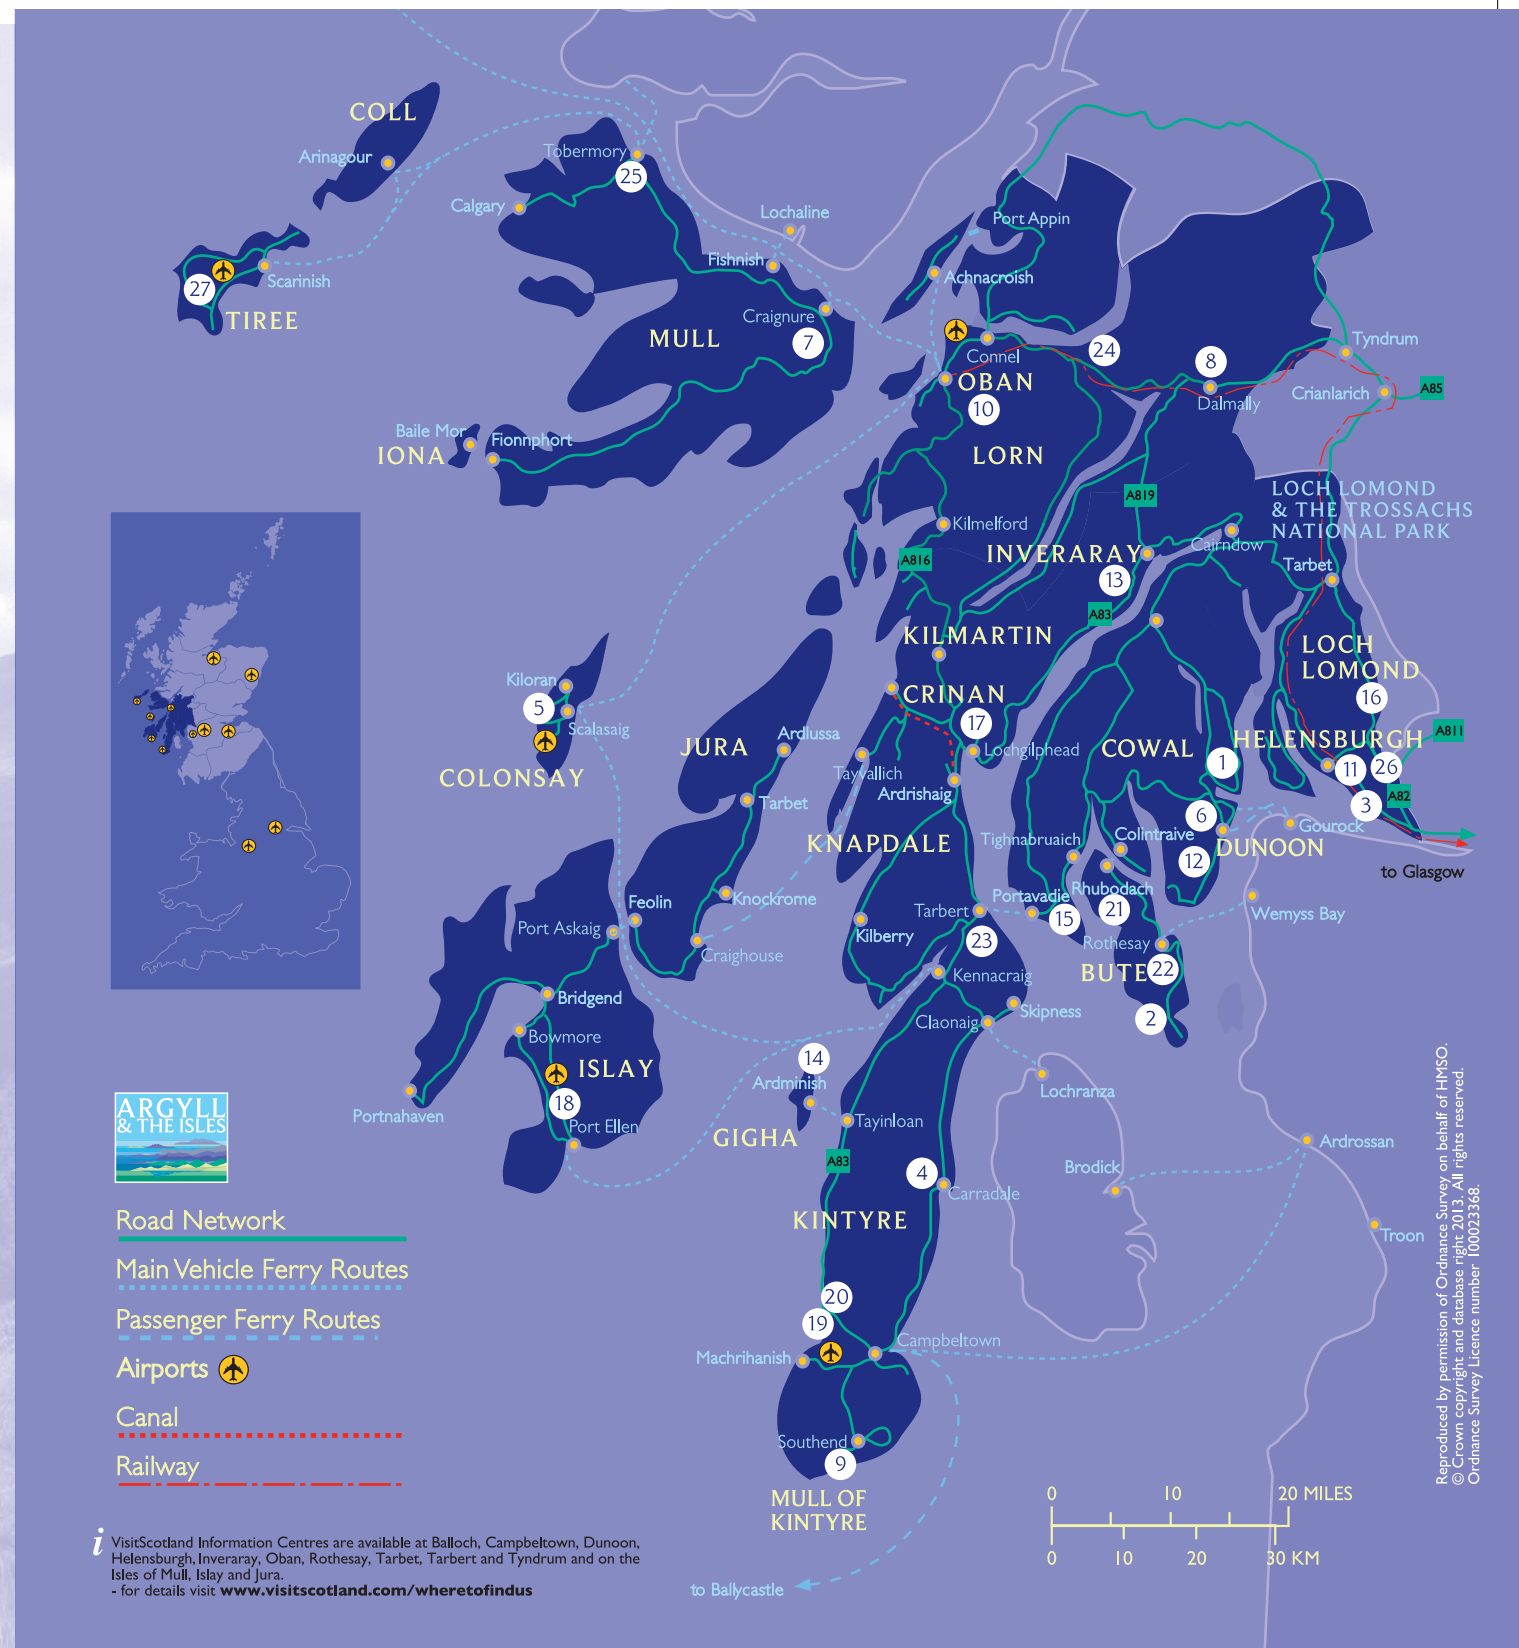 COLL
Arinagour
Tobermory
25
Calgary
Lochaline
Port Appin
Fishnish
Achnacroish
Scarinish
27
TIREE
Craignure
MULL
7
Connel
24
8
Tyndrum
OBAN
10
Dalmally
Crianlarich
A85
Baile Mor
Fionnphort
IONA
LORN
A819
LOCH LOMOND
& THE TROSSACHS
NATIONAL PARK
Kilmelford
A816
INVERARAY
Cairndow
13
Tarbet
A83
KILMARTIN
LOCH
LOMOND
Kiloran
5
Scalasaig
CRINAN
16
17
COLONSAY
JURA
Ardlussa
Lochgilphead
COWAL
HELENSBURGH
A811
Tayvallich
1
11
26
Tarbet
Ardrishaig
A82
3
6
Gourock
KNAPDALE
Tighnabruaich
Colintraive
DUNOON
12
to Glasgow
Feolin
Knockrome
Portavadie
Rhubodach
Port Askaig
Tarbert
15
21
Wemyss Bay
Kilberry
23
Rothesay
Craighouse
Kennacraig
BUTE
22
Bridgend
Skipness
Claonaig
2
Bowmore
14
ISLAY
Ardminish
Lochranza
18
Portnahaven
Port Ellen
GIGHA
Tayinloan
A83
4
Carradale
Brodick
Ardrossan
KINTYRE
Troon
20
19
Campbeltown
Machrihanish
Southend
9
MULL OF
KINTYRE
to Ballycastle
ARGYLL
& THE ISLES
Road Network
Main Vehicle Ferry Routes
Passenger Ferry Routes
Airports
Canal
Railway
0 10 20 MILES
0 10 20 30 KM
i VisitScotland Information Centres are available at Balloch, Campbeltown, Dunoon,
Helensburgh, Inveraray, Oban, Rothesay, Tarbet, Tarbert and Tyndrum and on the
Isles of Mull, Islay and Jura.
- for details visit www.visitscotland.com/wheretofindus
Reproduced by permission of Ordnance Survey on behalf of HMSO.
© Crown copyright and database right 2013. All rights reserved.
Ordnance Survey Licence number 100023368.